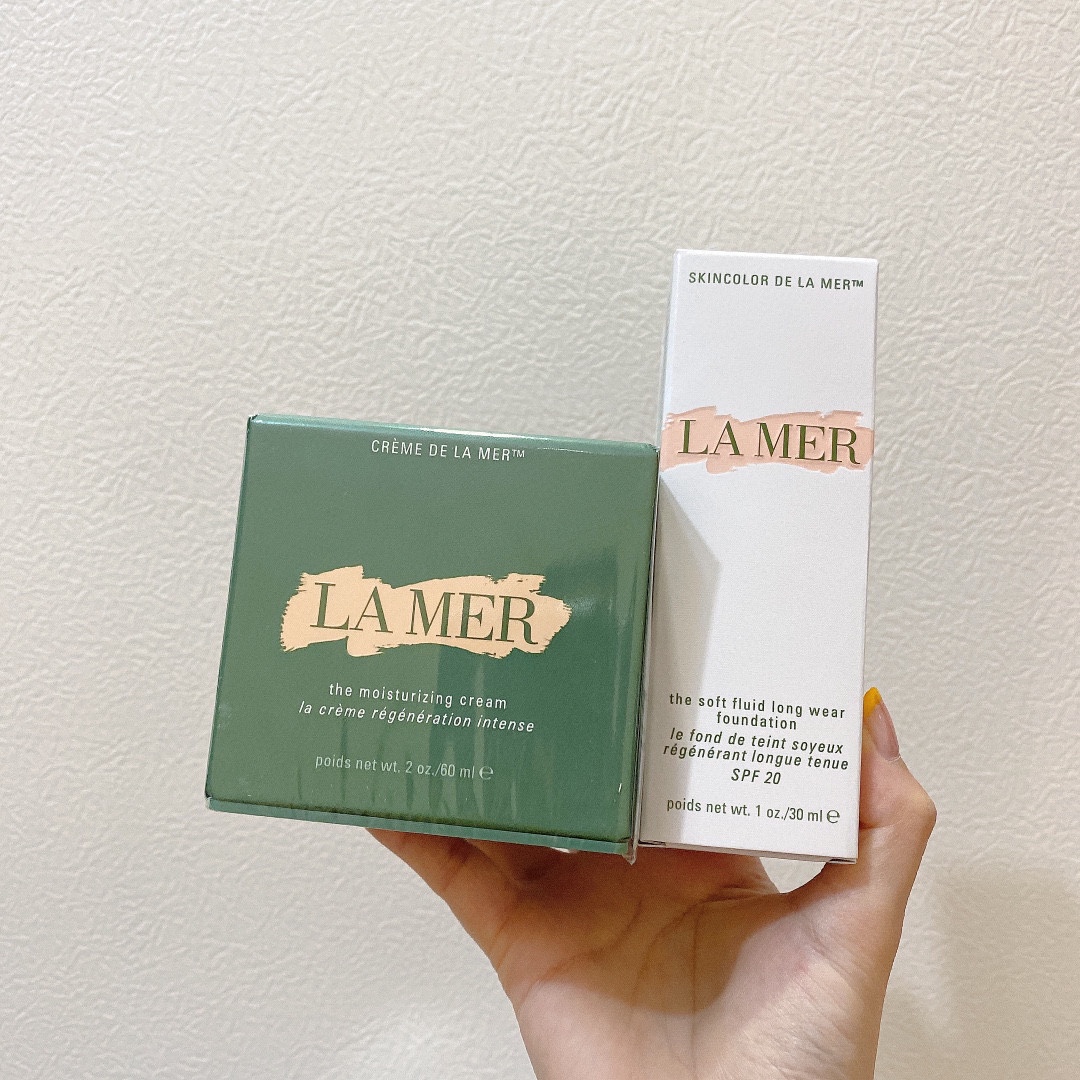 CRÈME DE LA MER™
LA MER
the moisturizing cream
la crème régénération intense
poids net wt. 2 oz./60 ml ℮
SKINCOLOR DE LA MER™
LA MER
the soft fluid long wear
foundation
le fond de teint soyeux
régénérant longue tenue
SPF 20
poids net wt. 1 oz./30 ml ℮